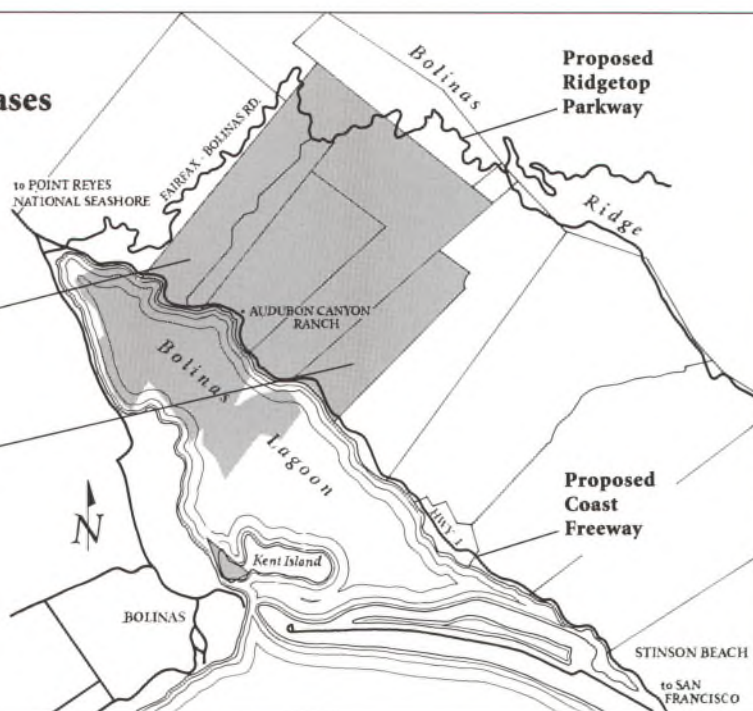 ases
Bolinas
Proposed
Ridgetop
Parkway
FAIRFAX - BOLINAS RD.
to POINT REYES
NATIONAL SEASHORE
Ridge
AUDUBON CANYON
RANCH
Bolinas
Lagoon
Proposed
Coast
Freeway
HWY. 1
N
Kent Island
BOLINAS
STINSON BEACH
to SAN
FRANCISCO